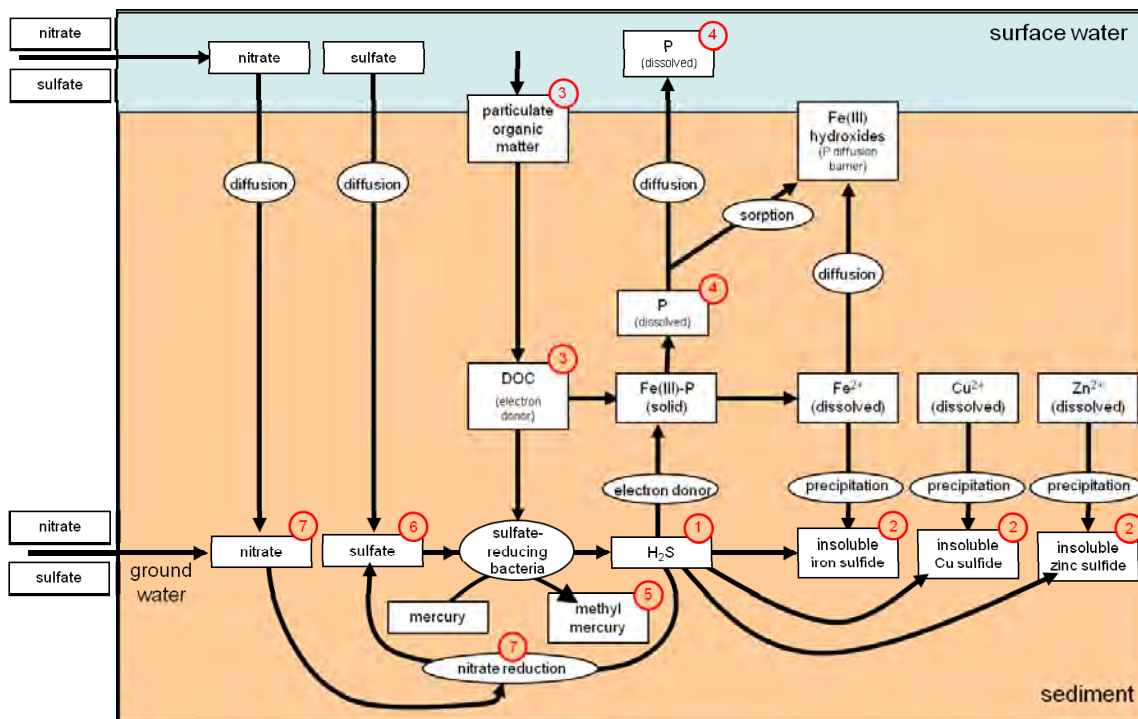 nitrate
sulfate
nitrate
sulfate
surface water
P
(dissolved)
4
particulate
organic
matter
3
Fe(III)
hydroxides
(P diffusion
barrier)
diffusion
diffusion
diffusion
sorption
diffusion
P
(dissolved)
4
DOC
(electron
donor)
3
Fe(III)-P
(solid)
Fe2+
(dissolved)
Cu2+
(dissolved)
Zn2+
(dissolved)
electron donor
precipitation
precipitation
precipitation
nitrate
sulfate
ground
water
nitrate
7
sulfate
6
sulfate-
reducing
bacteria
H2S
1
insoluble
iron sulfide
2
insoluble
Cu sulfide
2
insoluble
zinc sulfide
2
mercury
methyl
mercury
5
nitrate reduction
7
sediment